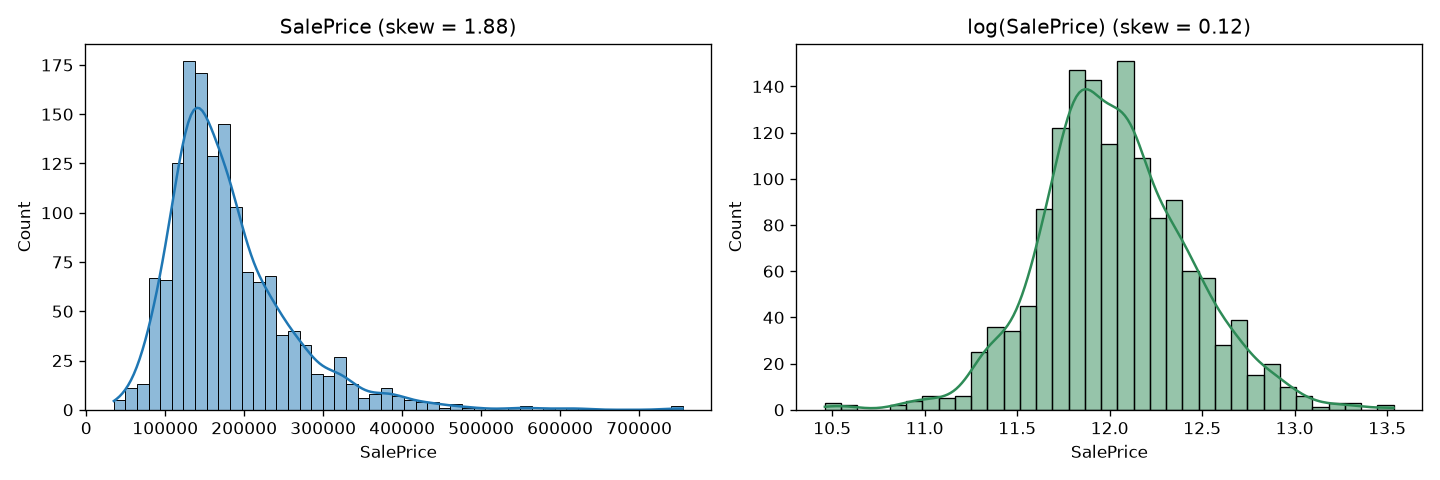 SalePrice (skew = 1.88)
175
150
125
100
75
50
25
0
Count
0 100000 200000 300000 400000 500000 600000 700000
SalePrice
log(SalePrice) (skew = 0.12)
140
120
100
80
60
40
20
0
Count
10.5 11.0 11.5 12.0 12.5 13.0 13.5
SalePrice